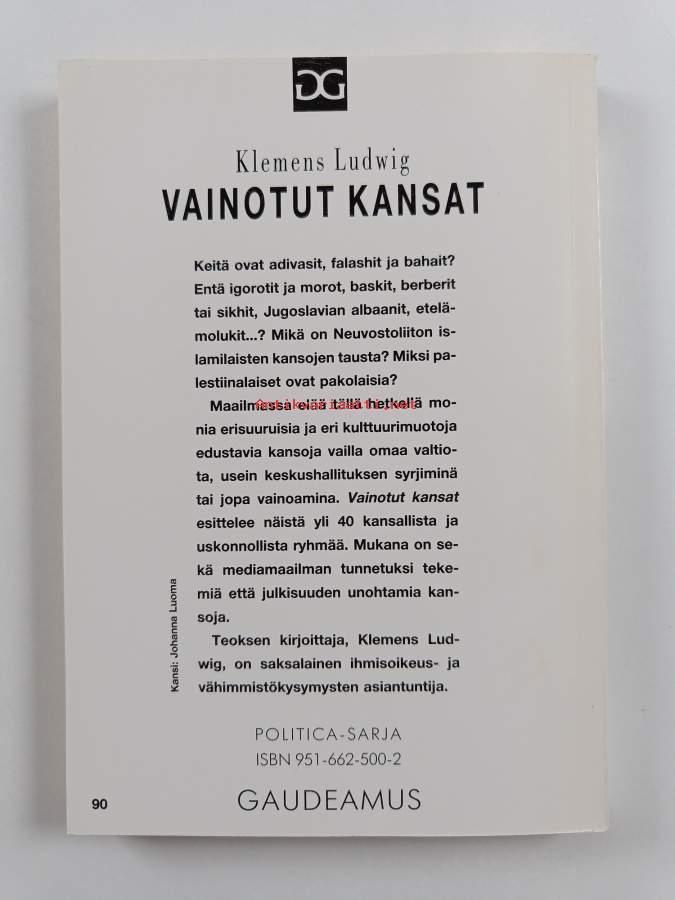 GG
Klemens Ludwig
VAINOTUT KANSAT
Keitä ovat adivasit, falashit ja bahait?
Entä igorotit ja morot, baskit, berberit
tai sikhit, Jugoslavian albaanit, etelä-
molukit...? Mikä on Neuvostoliiton is-
lamilaisten kansojen tausta? Miksi pa-
lestiinalaiset ovat pakolaisia?
Maailmassa elää tällä hetkellä mo-
nia erisuuruisia ja eri kulttuurimuotoja
edustavia kansoja vailla omaa valtio-
ta, usein keskushallituksen syrjiminä
tai jopa vainoamina. Vainotut kansat
esittelee näistä yli 40 kansallista ja
uskonnollista ryhmää. Mukana on se-
kä mediamaailman tunnetuksi teke-
miä että julkisuuden unohtamia kan-
soja.
Teoksen kirjoittaja, Klemens Lud-
wig, on saksalainen ihmisoikeus- ja
vähimmistökysymysten asiantuntija.
Kansi: Johanna Luoma
POLITICA-SARJA
ISBN 951-662-500-2
90
GAUDEAMUS
Antikvariaatti.net